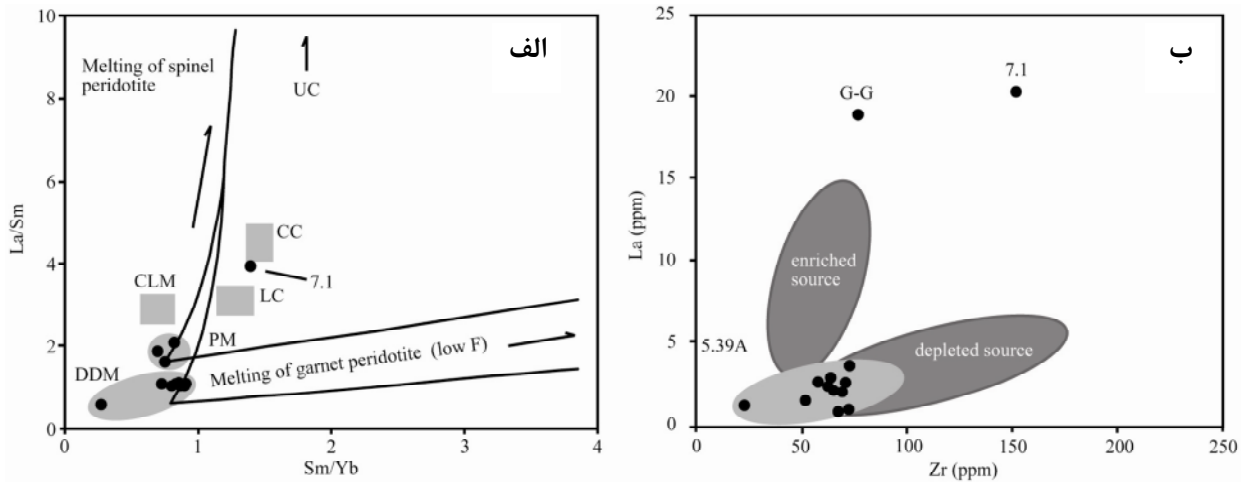 الف
10
8
6
4
2
0
La/Sm
Melting of spinel
peridotite
UC
CC
7.1
LC
CLM
PM
DDM
Melting of garnet peridotite (low F)
0
1
2
3
4
Sm/Yb
ب
25
20
15
10
5
0
La (ppm)
G-G
7.1
enriched
source
5.39A
depleted source
0
50
100
150
200
250
Zr (ppm)